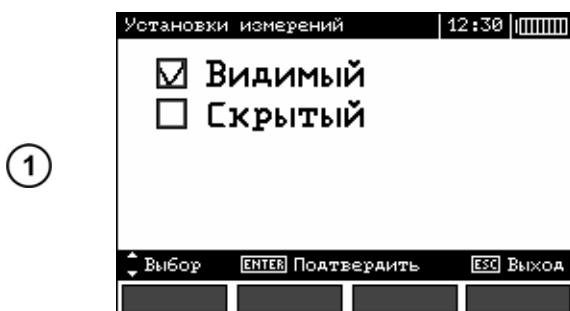 Установки измерений 12:30
Видимый
Скрытый
1
Выбор ENTER Подтвердить ESC Выход